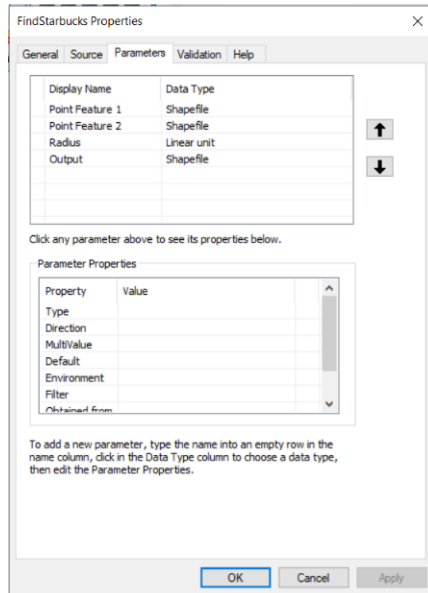 FindStarbucks Properties
General Source Parameters Validation Help
Display Name Data Type
Point Feature 1 Shapefile
Point Feature 2 Shapefile
Radius Linear unit
Output Shapefile
Click any parameter above to see its properties below.
Parameter Properties
Property Value
Type
Direction
MultiValue
Default
Environment
Filter
Obtained from
To add a new parameter, type the name into an empty row in the
name column, click in the Data Type column to choose a data type,
then edit the Parameter Properties.
OK Cancel Apply